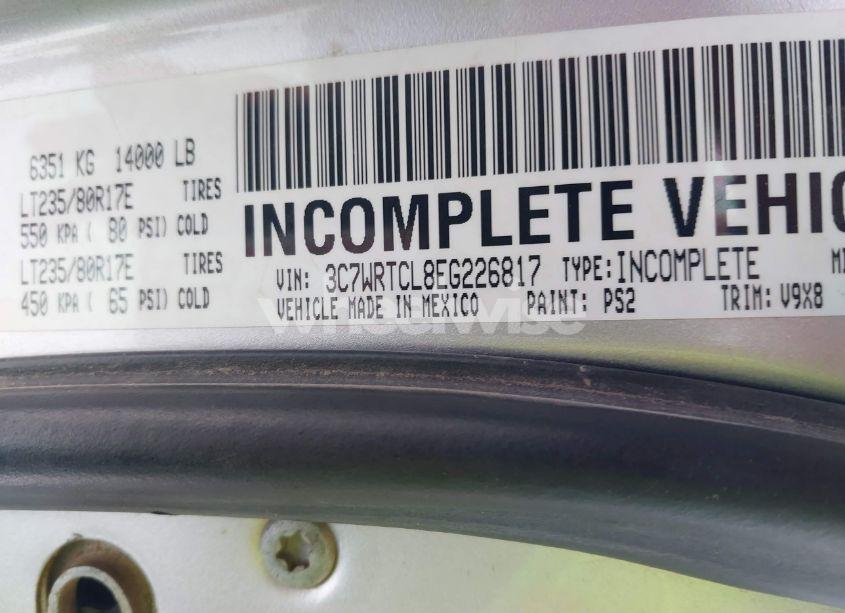 6351 KG 14000 LB
LT235/80R17E TIRES
550 KPA ( 80 PSI) COLD
LT235/80R17E TIRES
450 KPA ( 65 PSI) COLD
INCOMPLETE VEHIC
VIN: 3C7WRTCL8EG226817 TYPE: INCOMPLETE
VEHICLE MADE IN MEXICO PAINT: PS2 TRIM: V9X8
WheelWise